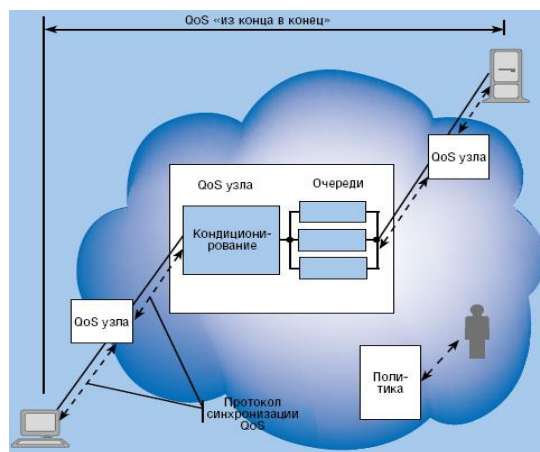 QoS «из конца в конец»
QoS узла
QoS узла
Очереди
Кондициони-
рование
QoS узла
Поли-
тика
Протокол
синхронизации
QoS